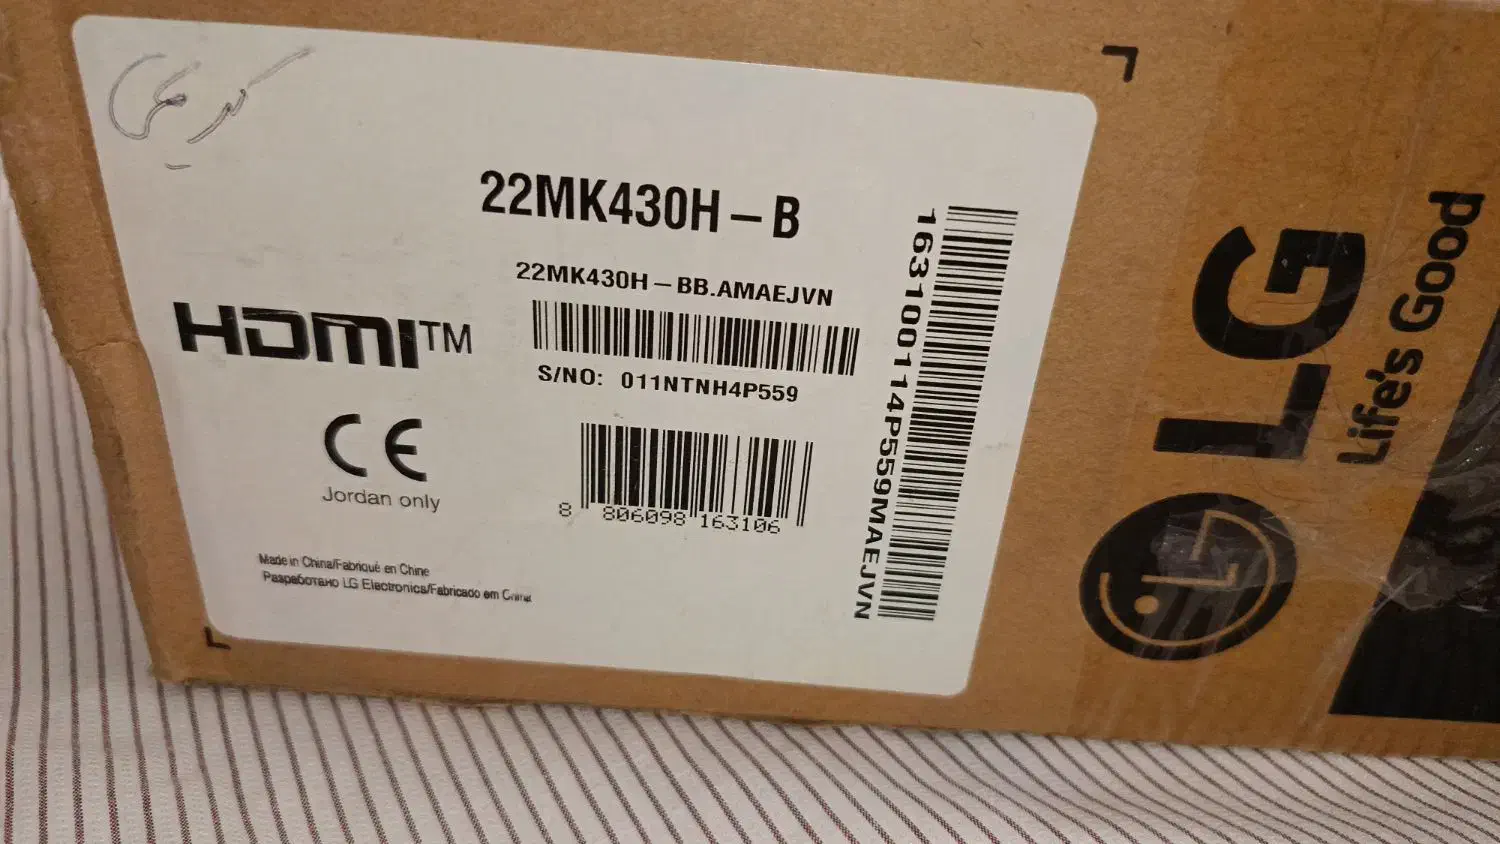 22MK430H – B
22MK430H – BB.AMAEJVN
HDMI™
S/NO: 011NTNH4P559
CE
Jordan only
8 806098 163106
Made in China/Fabriqué en Chine
Разработано LG Electronics/Fabricado em China
163100114P559MAEJVN
LG
Life's Good